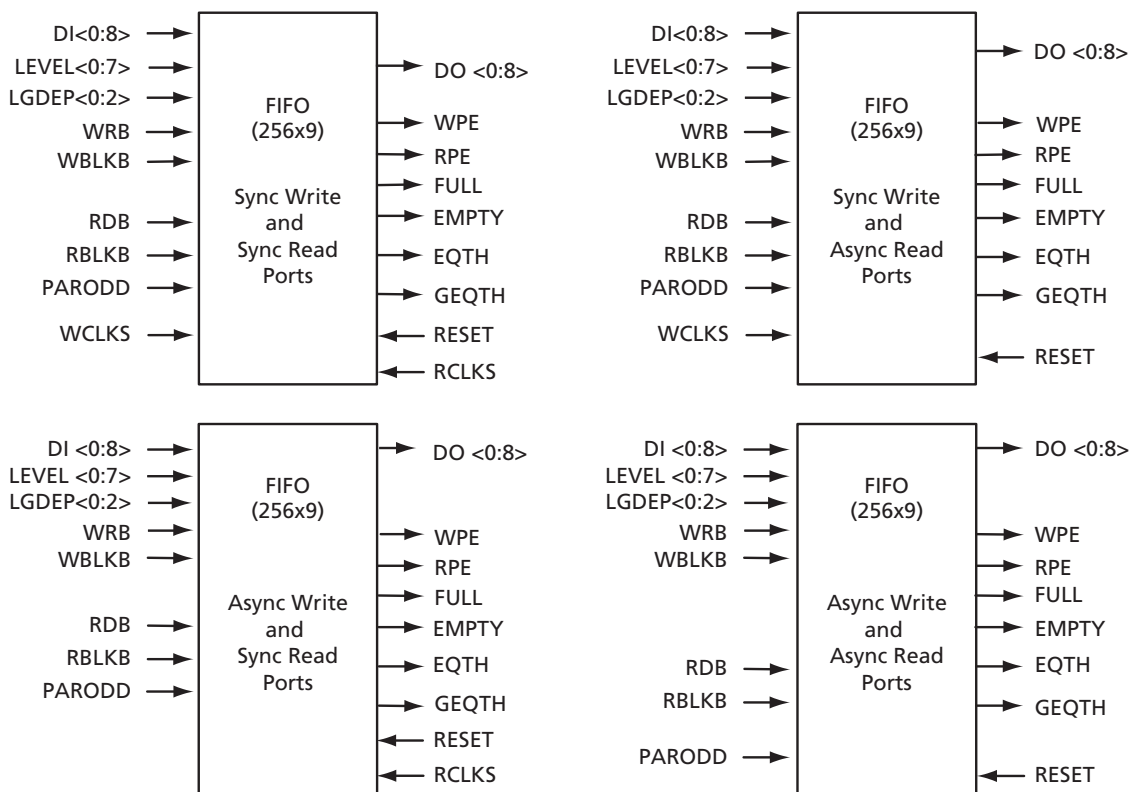 DI<0:8>
LEVEL<0:7>
LGDEP<0:2>
WRB
WBLKB
RDB
RBLKB
PARODD
WCLKS
FIFO
(256x9)
Sync Write
and
Sync Read
Ports
DO <0:8>
WPE
RPE
FULL
EMPTY
EQTH
GEQTH
RESET
RCLKS
DI<0:8>
LEVEL<0:7>
LGDEP<0:2>
WRB
WBLKB
RDB
RBLKB
PARODD
WCLKS
FIFO
(256x9)
Sync Write
and
Async Read
Ports
DO <0:8>
WPE
RPE
FULL
EMPTY
EQTH
GEQTH
RESET
DI <0:8>
LEVEL <0:7>
LGDEP<0:2>
WRB
WBLKB
RDB
RBLKB
PARODD
FIFO
(256x9)
Async Write
and
Sync Read
Ports
DO <0:8>
WPE
RPE
FULL
EMPTY
EQTH
GEQTH
RESET
RCLKS
DI <0:8>
LEVEL <0:7>
LGDEP<0:2>
WRB
WBLKB
RDB
RBLKB
PARODD
FIFO
(256x9)
Async Write
and
Async Read
Ports
DO <0:8>
WPE
RPE
FULL
EMPTY
EQTH
GEQTH
RESET